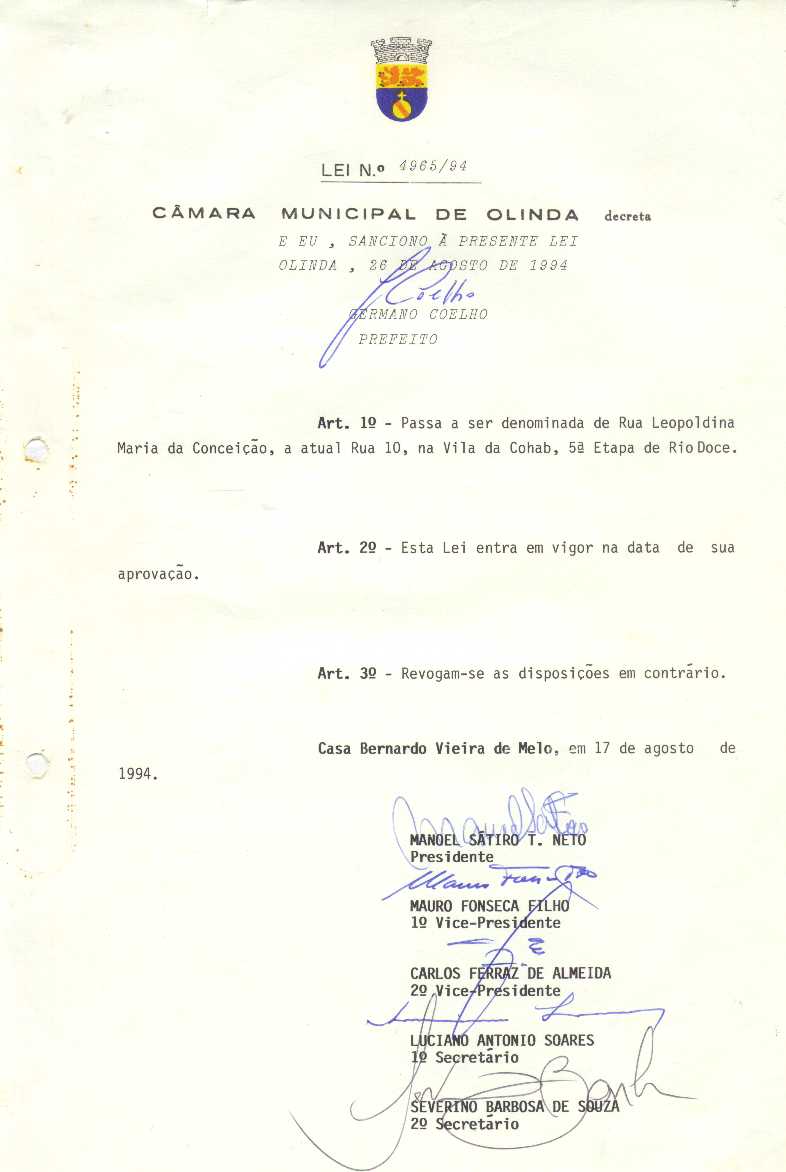 LEI N.º 4965/94
CÂMARA MUNICIPAL DE OLINDA decreta
E EU , SANCIONO À PRESENTE LEI
OLINDA , 26 DE AGOSTO DE 1994
Coelho
GERMANO COELHO
PREFEITO
Art. 1º - Passa a ser denominada de Rua Leopoldina
Maria da Conceição, a atual Rua 10, na Vila da Cohab, 5ª Etapa de Rio Doce.
Art. 2º - Esta Lei entra em vigor na data de sua
aprovação.
Art. 3º - Revogam-se as disposições em contrário.
Casa Bernardo Vieira de Melo, em 17 de agosto de
1994.
MANOEL SÁTIRO T. NETO
Presidente
MAURO FONSECA FILHO
1º Vice-Presidente
CARLOS FERRAZ DE ALMEIDA
2º Vice-Presidente
LUCIANO ANTONIO SOARES
1º Secretário
SEVERINO BARBOSA DE SOUZA
2º Secretário